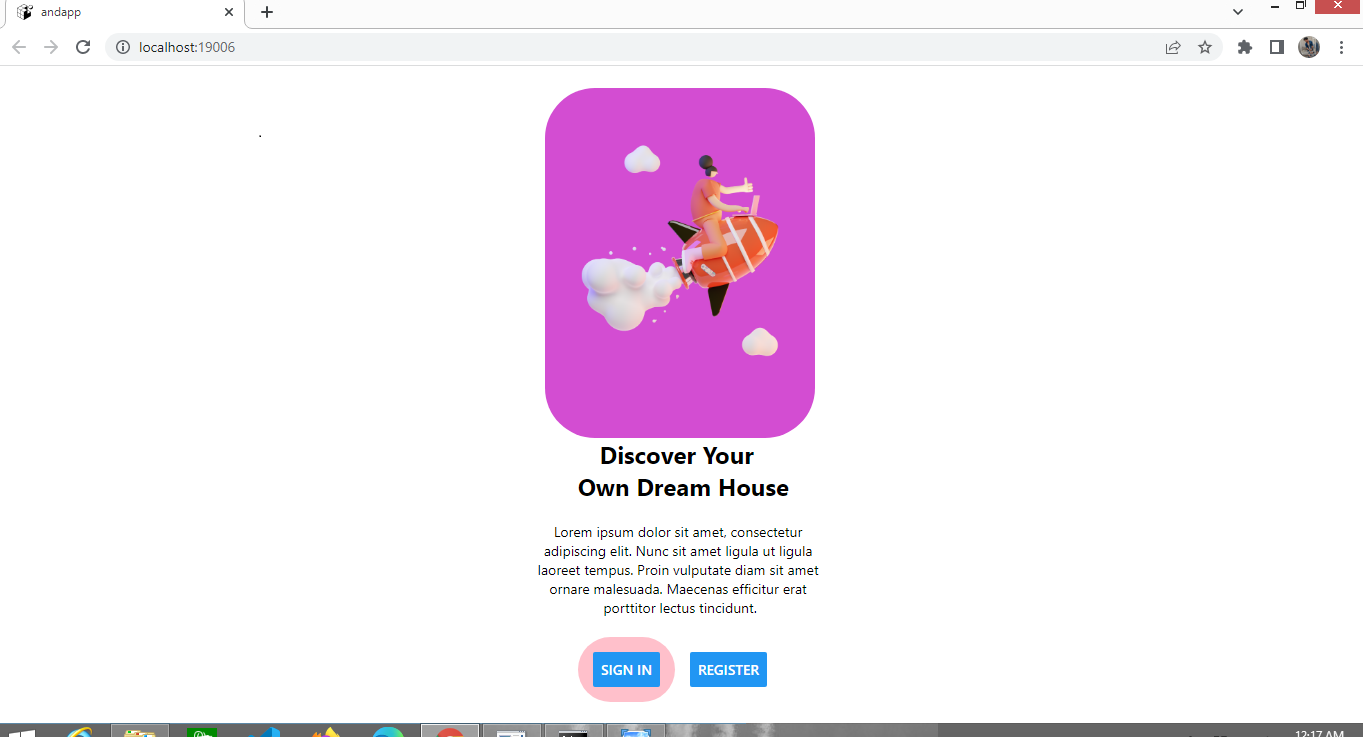 andapp
localhost:19006
Discover Your
Own Dream House
Lorem ipsum dolor sit amet, consectetur
adipiscing elit. Nunc sit amet ligula ut ligula
laoreet tempus. Proin vulputate diam sit amet
ornare malesuada. Maecenas efficitur erat
porttitor lectus tincidunt.
SIGN IN
REGISTER
12:17 AM